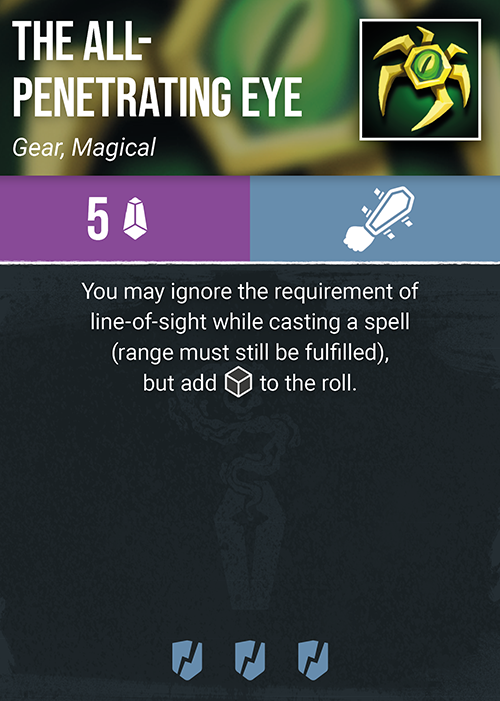 THE ALL-
PENETRATING EYE
Gear, Magical
5
You may ignore the requirement of
line-of-sight while casting a spell
(range must still be fulfilled),
but add to the roll.